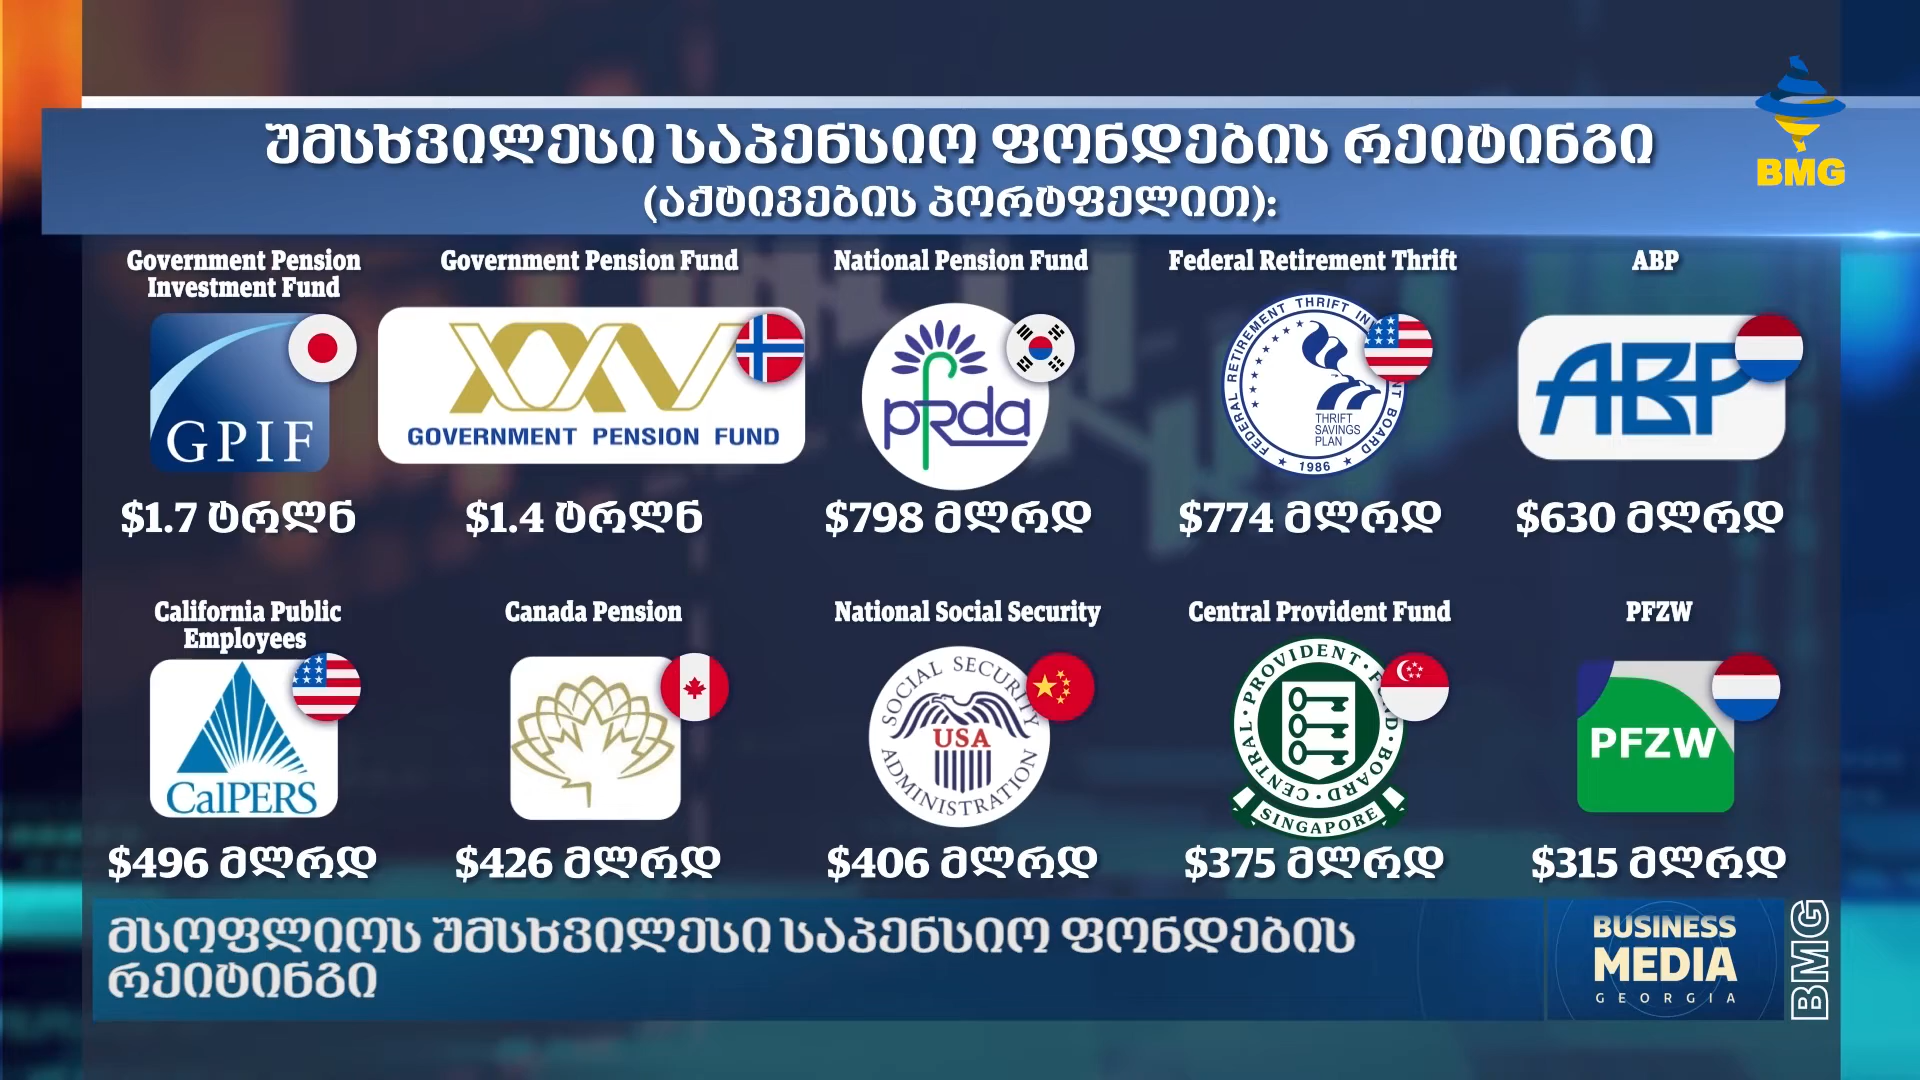 უმსხვილესი საპენსიო ფონდების რეიტინგი
(აქტივების პორტფელით):
BMG
Government Pension
Investment Fund
GPIF
$1.7 ტრლნ
Government Pension Fund
GOVERNMENT PENSION FUND
$1.4 ტრლნ
National Pension Fund
pfrda
$798 მლრდ
Federal Retirement Thrift
FEDERAL RETIREMENT THRIFT IN
NT BOARD
THRIFT
SAVINGS
PLAN
1986
$774 მლრდ
ABP
ABP
$630 მლრდ
California Public
Employees
CalPERS
$496 მლრდ
Canada Pension
$426 მლრდ
National Social Security
SOCIAL SECURITY
USA
ADMINISTRATION
$406 მლრდ
Central Provident Fund
CENTRAL · PROVIDENT · FUND · BOARD ·
SINGAPORE
$375 მლრდ
PFZW
PFZW
$315 მლრდ
მსოფლიოს უმსხვილესი საპენსიო ფონდების
რეიტინგი
BUSINESS
MEDIA
GEORGIA
BMG